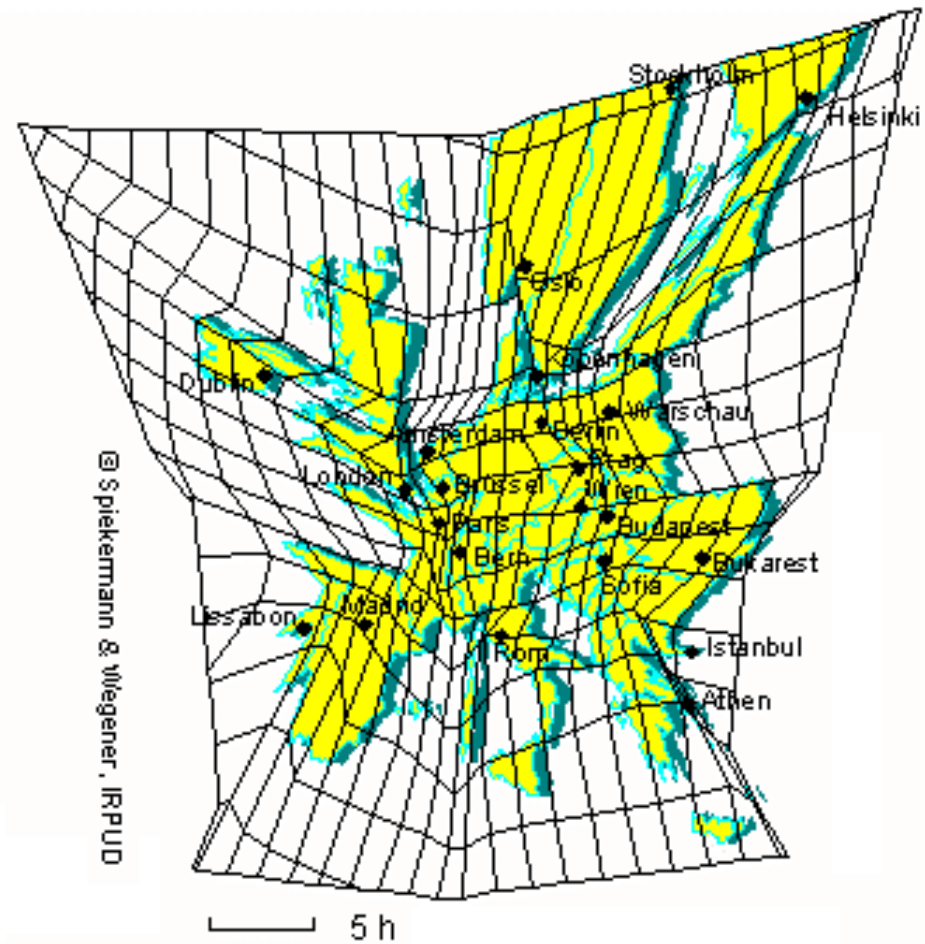 Stockholm
Helsinki
Oslo
Kopenhagen
Dublin
Warschau
Amsterdam
Berlin
London
Prag
Brüssel
Wien
Paris
Budapest
Bern
Bukarest
Sofia
Lissabon
Madrid
Rom
Istanbul
Athen
© Spiekermann & Wegener, IRPUD
5 h